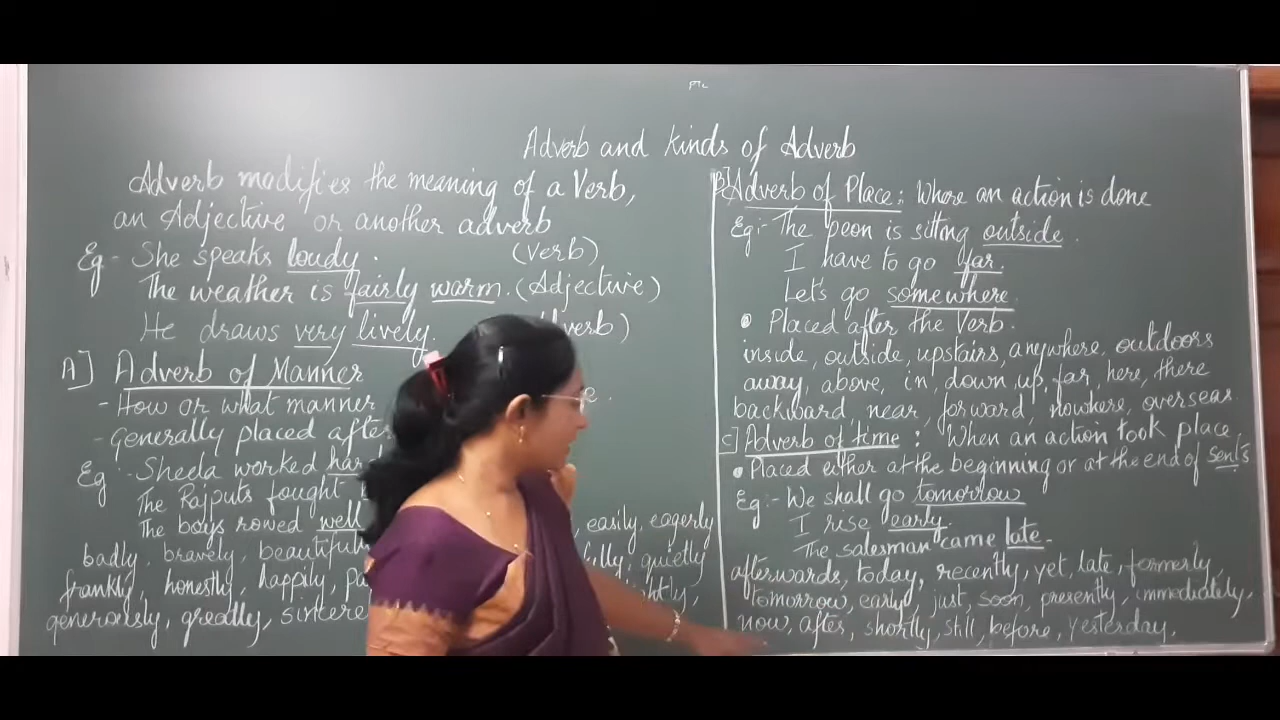 Adverb and kinds of Adverb
Adverb modifies the meaning of a Verb,
an Adjective or another adverb
Eg - She speaks loudy. (Verb)
The weather is fairly warm. (Adjective)
He draws very lively.
A] Adverb of Manner
- How or what manner
- Generally placed after
Eg :- Sheela worked
The Rajputs fought
The boys rowed well
easily, eagerly
badly, bravely, quietly
frankly, honestly, happily,
generously, greatly,
B] Adverb of Place : Where an action is done
Eg :- The peon is sitting outside.
I have to go far.
Let's go somewhere.
• Placed after the Verb.
inside, outside, upstairs, anywhere, outdoors
away, above, in, down, up, far, here, there
backward, near, forward, nowhere, overseas
C] Adverb of time : When an action took place
• Placed either at the beginning or at the end of sent's
Eg :- We shall go tomorrow
I rise early.
The salesman came late.
afterwards, today, recently, yet, late, formerly,
tomorrow, early, just, soon, presently, immediately,
now, after, shortly, still, before, yesterday.